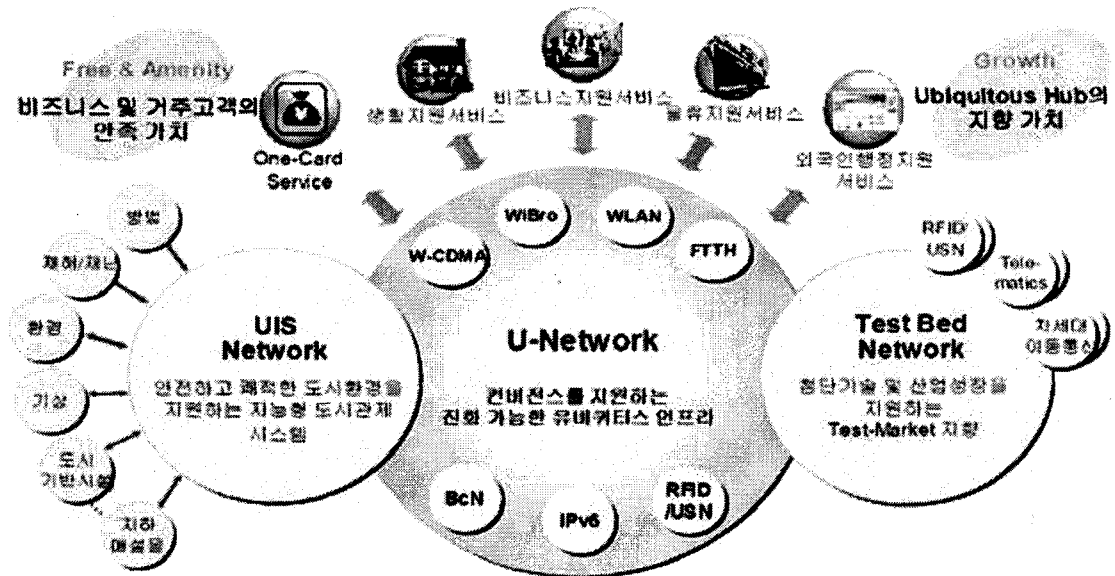 Free & Amenity
비즈니스 및 거주고객의
만족 가치
One-Card
Service
생활지원서비스
비즈니스지원서비스
물류지원서비스
외국인행정지원
서비스
Growth
Ubiquitous Hub의
지향 가치
방범
재해/재난
환경
기상
도시
기반시설
지하
매설물
UIS
Network
안전하고 쾌적한 도시환경을
지원하는 지능형 도시관제
시스템
W-CDMA
WiBro
WLAN
FTTH
U-Network
컨버전스를 지원하는
진화 가능한 유비쿼터스 인프라
BcN
IPv6
RFID
/USN
RFID/
USN
Tele-
matics
차세대
이동통신
Test Bed
Network
첨단기술 및 산업성장을
지원하는
Test-Market 지향